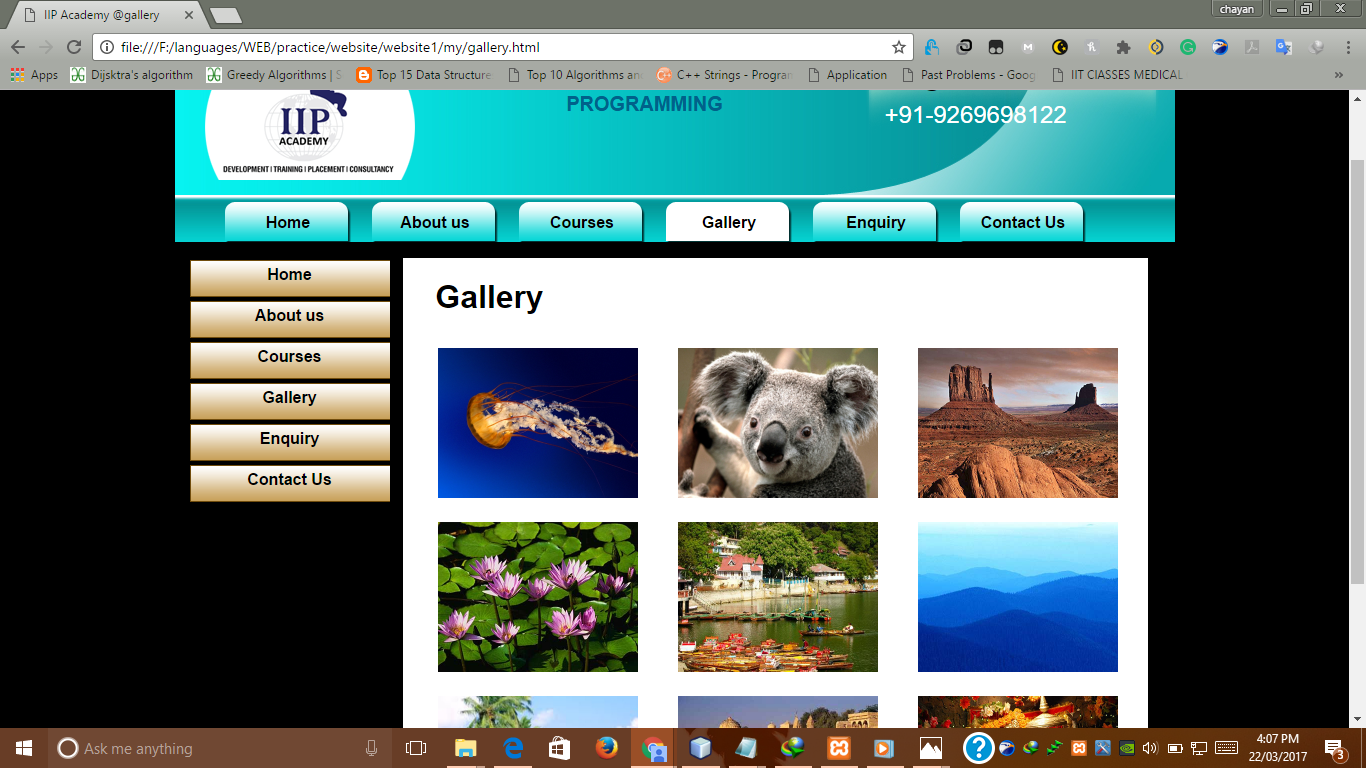 IIP Academy @gallery
chayan
file:///F:/languages/WEB/practice/website/website1/my/gallery.html
Apps
Dijsktra's algorithm
Greedy Algorithms | S
Top 15 Data Structure
Top 10 Algorithms an
C++ Strings - Progran
Application
Past Problems - Goog
IIT ClASSES MEDICAL
»
IIP
ACADEMY
DEVELOPMENT | TRAINING | PLACEMENT | CONSULTANCY
PROGRAMMING
+91-9269698122
Home
About us
Courses
Gallery
Enquiry
Contact Us
Home
About us
Courses
Gallery
Enquiry
Contact Us
Gallery
Ask me anything
4:07 PM
22/03/2017
3